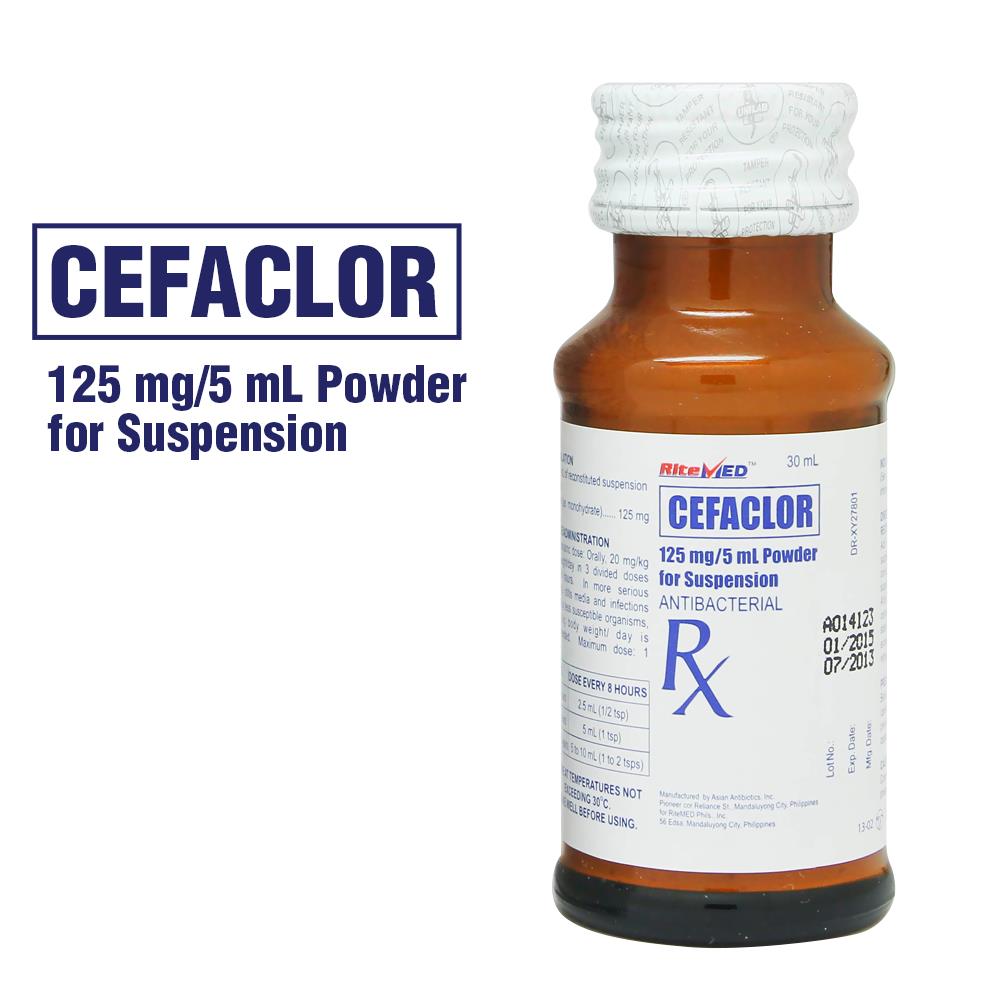 CEFACLOR
125 mg/5 mL Powder
for Suspension
TAMPER
RESISTANT
FOR YOUR
PROTECTION
UNILAB
RiteMED™
30 mL
CEFACLOR
125 mg/5 mL Powder
for Suspension
ANTIBACTERIAL
Rx
Manufactured by Asian Antibiotics, Inc.
Pioneer cor Reliance St., Mandaluyong City, Philippines
for RiteMED Phils., Inc.
56 Edsa, Mandaluyong City, Philippines
of reconstituted suspension
monohydrate)...... 125 mg
dose: Orally, 20 mg/kg
in 3 divided doses
In more serious
media and infections
less susceptible organisms,
body weight/ day is
Maximum dose: 1
DOSE EVERY 8 HOURS
2.5 mL (1/2 tsp)
5 mL (1 tsp)
5 to 10 mL (1 to 2 tsps)
AT TEMPERATURES NOT
EXCEEDING 30°C.
WELL BEFORE USING.
DR-XY27801
A014123
01/2015
07/2013
Lot No.:
Exp. Date:
Mfg. Date:
13-02